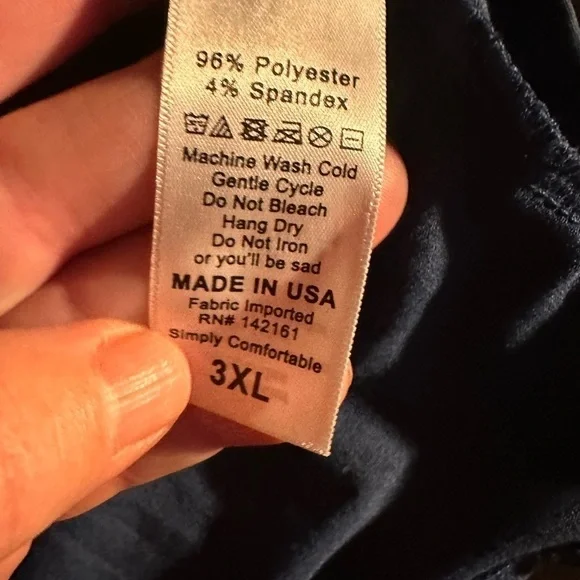 96% Polyester
4% Spandex
Machine Wash Cold
Gentle Cycle
Do Not Bleach
Hang Dry
Do Not Iron
or you'll be sad
MADE IN USA
Fabric Imported
RN# 142161
Simply Comfortable
3XL